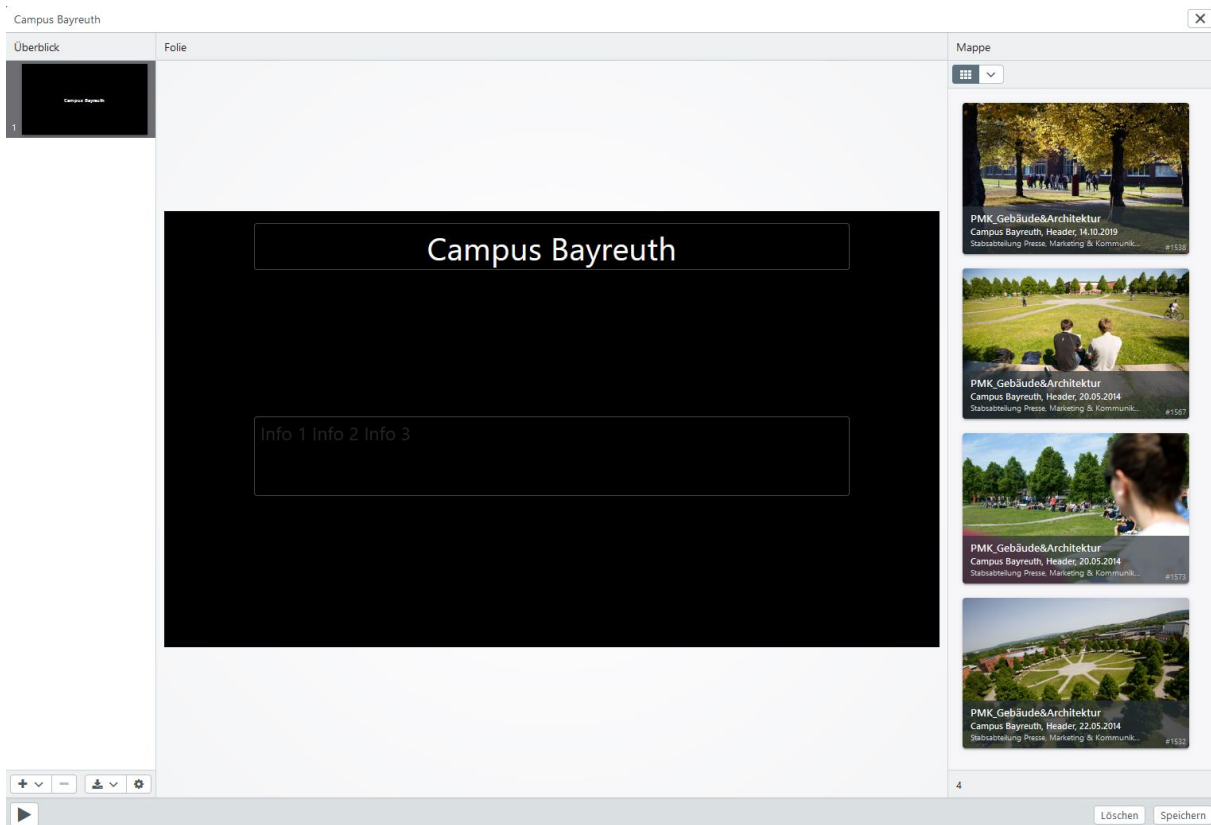 Campus Bayreuth
Überblick
Folie
Mappe
Campus Bayreuth
1
Campus Bayreuth
Info 1 Info 2 Info 3
PMK_Gebäude&Architektur
Campus Bayreuth, Header, 14.10.2019
Stabsabteilung Presse, Marketing & Kommunik...
#1538
PMK_Gebäude&Architektur
Campus Bayreuth, Header, 20.05.2014
Stabsabteilung Presse, Marketing & Kommunik...
#1567
PMK_Gebäude&Architektur
Campus Bayreuth, Header, 20.05.2014
Stabsabteilung Presse, Marketing & Kommunik...
#1573
PMK_Gebäude&Architektur
Campus Bayreuth, Header, 22.05.2014
Stabsabteilung Presse, Marketing & Kommunik...
#1532
4
Löschen
Speichern